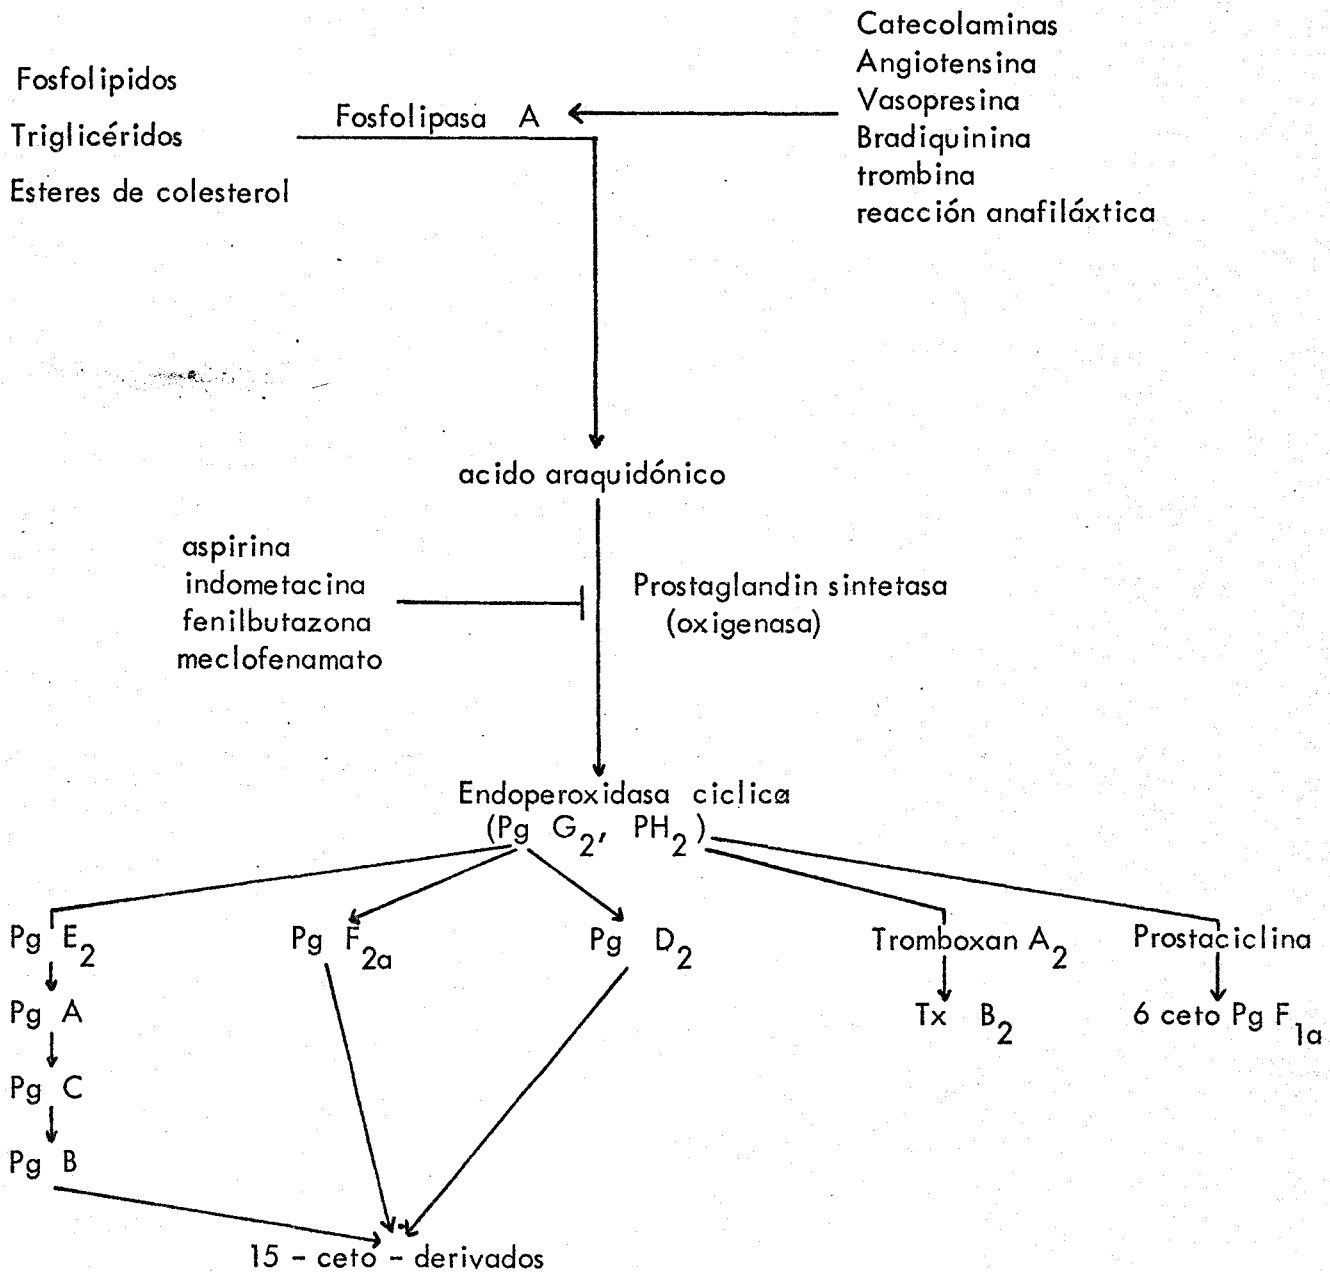 Catecolaminas
Angiotensina
Vasopresina
Bradiquinina
trombina
reacción anafiláxtica
Fosfolipidos
Triglicéridos
Esteres de colesterol
Fosfolipasa A
acido araquidónico
aspirina
indometacina
fenilbutazona
meclofenamato
Prostaglandin sintetasa
(oxigenasa)
Endoperoxidasa ciclica
(Pg G2, PH2)
Pg E2
Pg F2a
Pg D2
Tromboxan A2
Prostaciclina
Pg A
Tx B2
6 ceto Pg F1a
Pg C
Pg B
15 - ceto - derivados